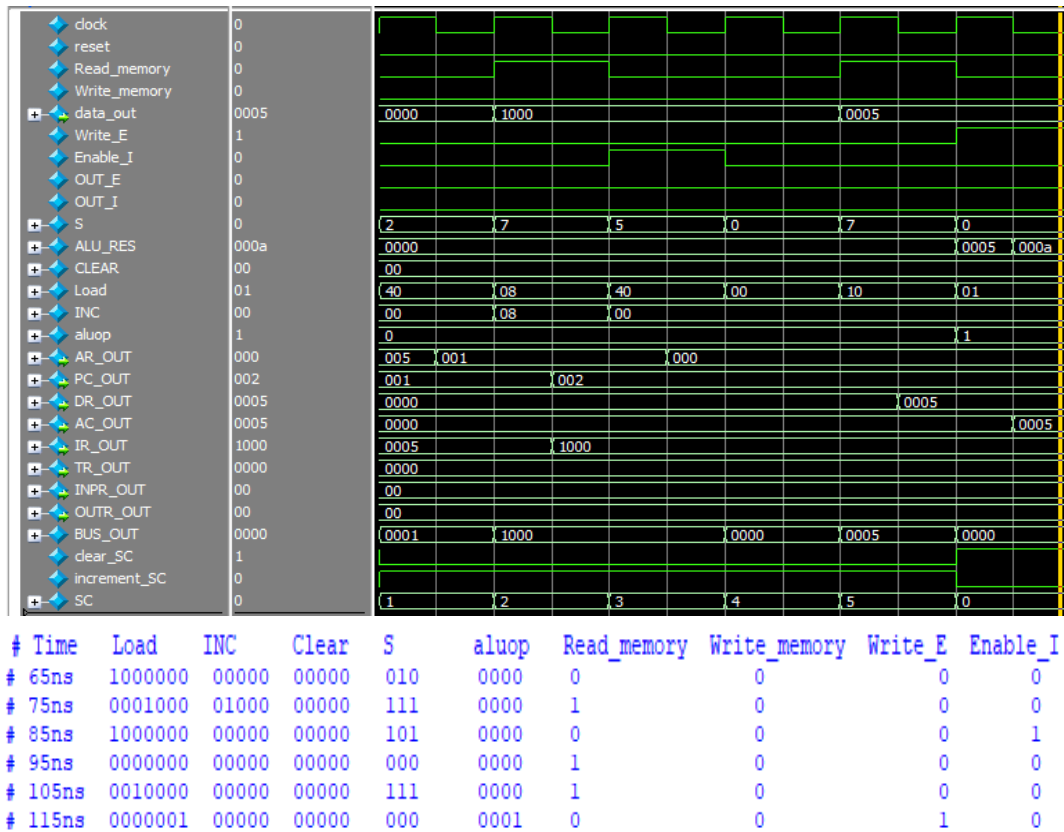 clock 0
reset 0
Read_memory 0
Write_memory 0
data_out 0005 0000 1000 0005
Write_E 1
Enable_I 0
OUT_E 0
OUT_I 0
S 0 2 7 5 0 7 0
ALU_RES 000a 0000 0005 000a
CLEAR 00 00
Load 01 40 08 40 00 10 01
INC 00 00 08 00
aluop 1 0 1
AR_OUT 000 005 001 000
PC_OUT 002 001 002
DR_OUT 0005 0000 0005
AC_OUT 0005 0000 0005
IR_OUT 1000 0005 1000
TR_OUT 0000 0000
INPR_OUT 00 00
OUTR_OUT 00 00
BUS_OUT 0000 0001 1000 0000 0005 0000
clear_SC 1
increment_SC 0
SC 0 1 2 3 4 5 0
# Time Load INC Clear S aluop Read_memory Write_memory Write_E Enable_I
# 65ns 1000000 00000 00000 010 0000 0 0 0 0
# 75ns 0001000 01000 00000 111 0000 1 0 0 0
# 85ns 1000000 00000 00000 101 0000 0 0 0 1
# 95ns 0000000 00000 00000 000 0000 1 0 0 0
# 105ns 0010000 00000 00000 111 0000 1 0 0 0
# 115ns 0000001 00000 00000 000 0001 0 0 1 0